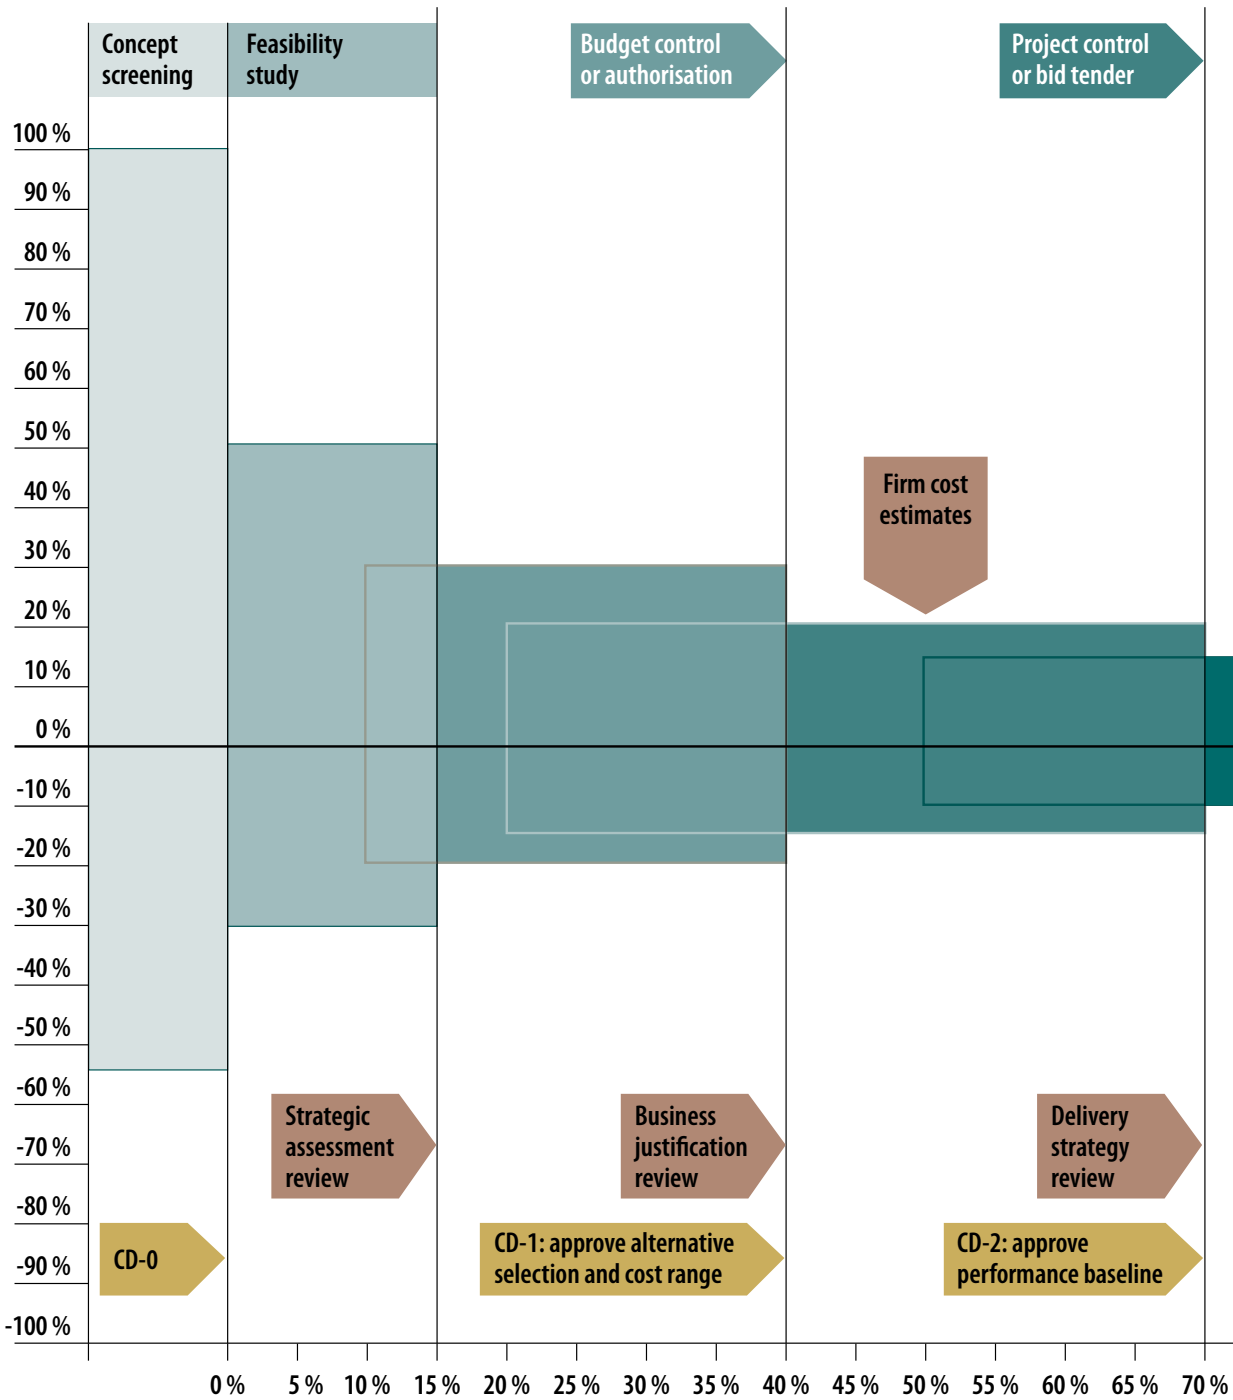 Concept
screening
Feasibility
study
Budget control
or authorisation
Project control
or bid tender
100 %
90 %
80 %
70 %
60 %
50 %
40 %
30 %
20 %
10 %
0 %
-10 %
-20 %
-30 %
-40 %
-50 %
-60 %
-70 %
-80 %
-90 %
-100 %
Firm cost
estimates
Strategic
assessment
review
Business
justification
review
Delivery
strategy
review
CD-0
CD-1: approve alternative
selection and cost range
CD-2: approve
performance baseline
0 % 5 % 10 % 15 % 20 % 25 % 30 % 35 % 40 % 45 % 50 % 55 % 60 % 65 % 70 %